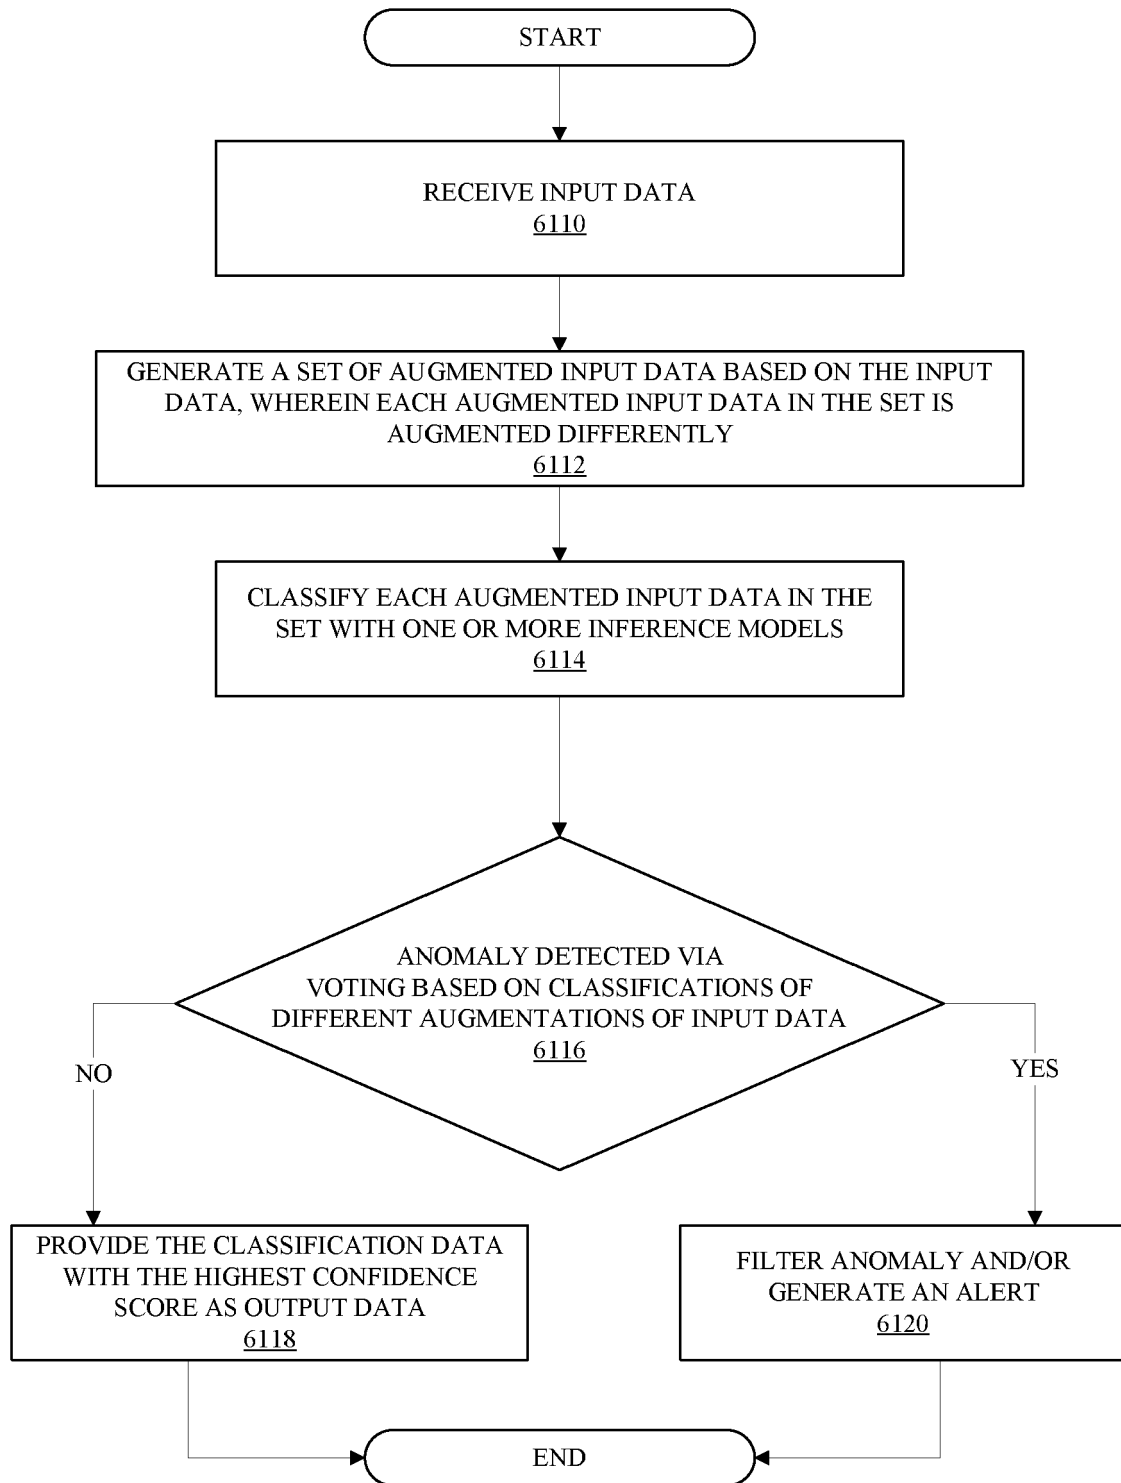 START
RECEIVE INPUT DATA
6110
GENERATE A SET OF AUGMENTED INPUT DATA BASED ON THE INPUT
DATA, WHEREIN EACH AUGMENTED INPUT DATA IN THE SET IS
AUGMENTED DIFFERENTLY
6112
CLASSIFY EACH AUGMENTED INPUT DATA IN THE
SET WITH ONE OR MORE INFERENCE MODELS
6114
ANOMALY DETECTED VIA
VOTING BASED ON CLASSIFICATIONS OF
DIFFERENT AUGMENTATIONS OF INPUT DATA
6116
NO
YES
PROVIDE THE CLASSIFICATION DATA
WITH THE HIGHEST CONFIDENCE
SCORE AS OUTPUT DATA
6118
FILTER ANOMALY AND/OR
GENERATE AN ALERT
6120
END